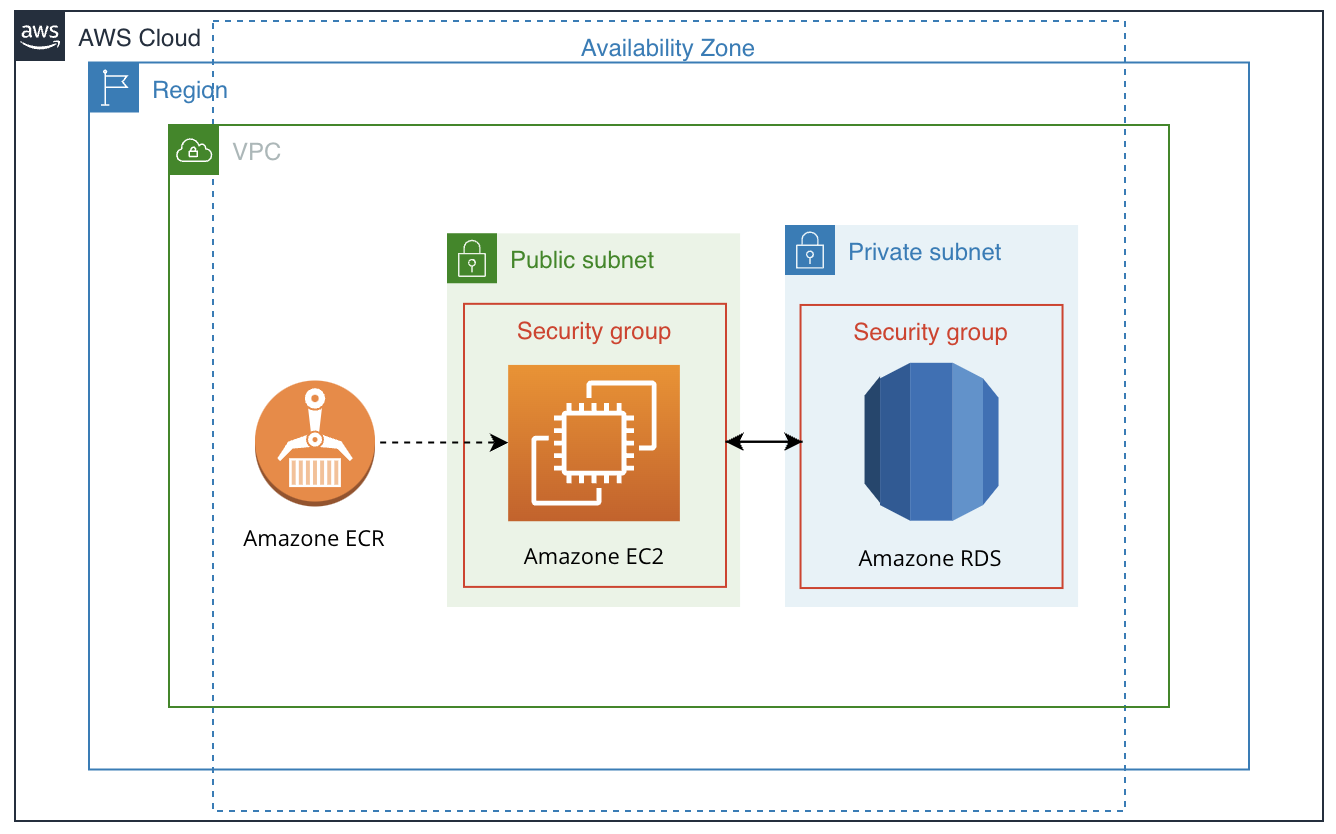 aws
AWS Cloud
Availability Zone
Region
VPC
Public subnet
Private subnet
Security group
Security group
Amazone ECR
Amazone EC2
Amazone RDS